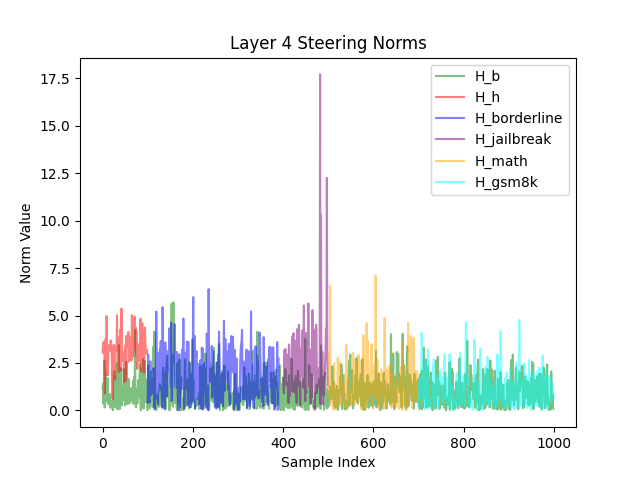 Layer 4 Steering Norms
17.5
15.0
12.5
10.0
7.5
5.0
2.5
0.0
Norm Value
H_b
H_h
H_borderline
H_jailbreak
H_math
H_gsm8k
0
200
400
600
800
1000
Sample Index